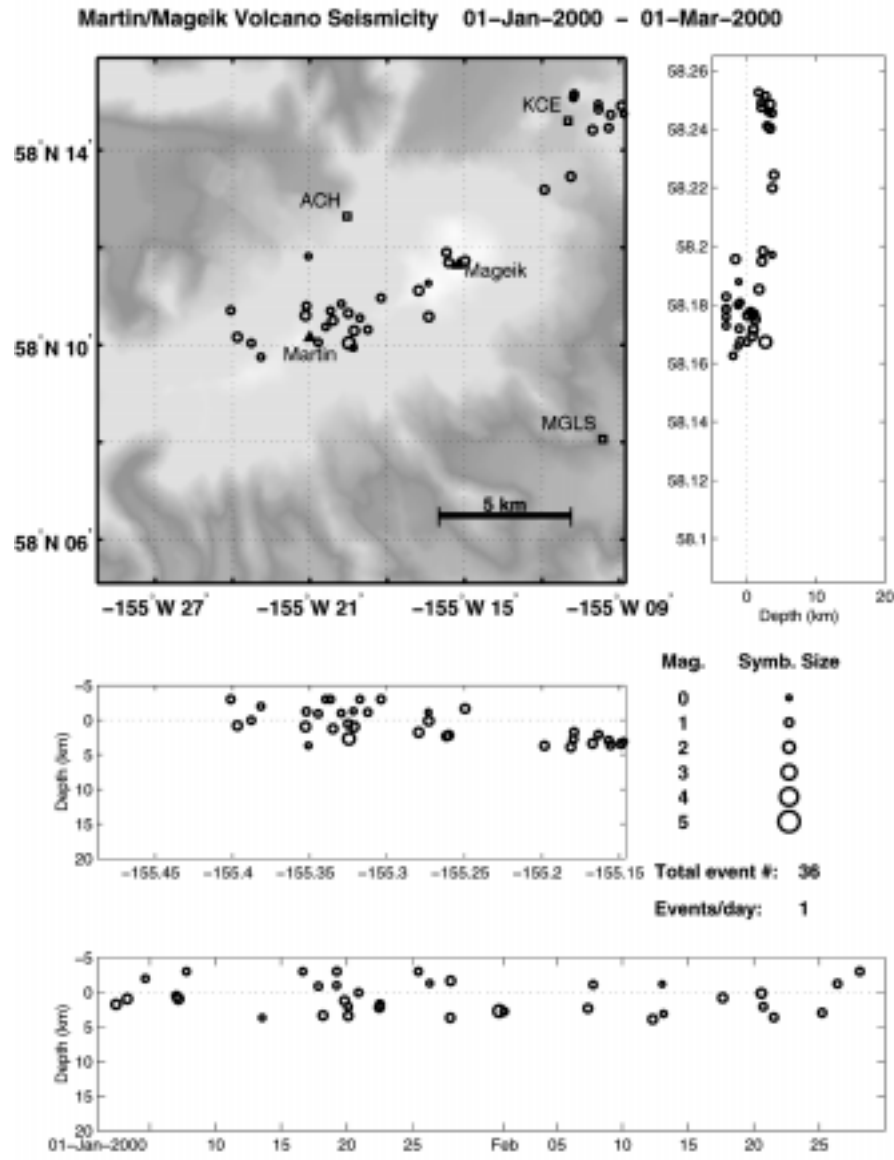 Martin/Mageik Volcano Seismicity 01-Jan-2000 - 01-Mar-2000
58.26
KCE
58.24
58°N 14'
58.22
ACH
58.2
Mageik
58.18
58°N 10'
Martin
58.16
MGLS
58.14
58.12
5 km
58°N 06'
58.1
-155°W 27' -155°W 21' -155°W 15' -155°W 09'
0 10 20
Depth (km)
Mag. Symb. Size
-5
0
5
10
15
20
Depth (km)
0
1
2
3
4
5
-155.45 -155.4 -155.35 -155.3 -155.25 -155.2 -155.15
Total event #: 36
Events/day: 1
-5
0
5
10
15
20
Depth (km)
01-Jan-2000 10 15 20 25 Feb 05 10 15 20 25